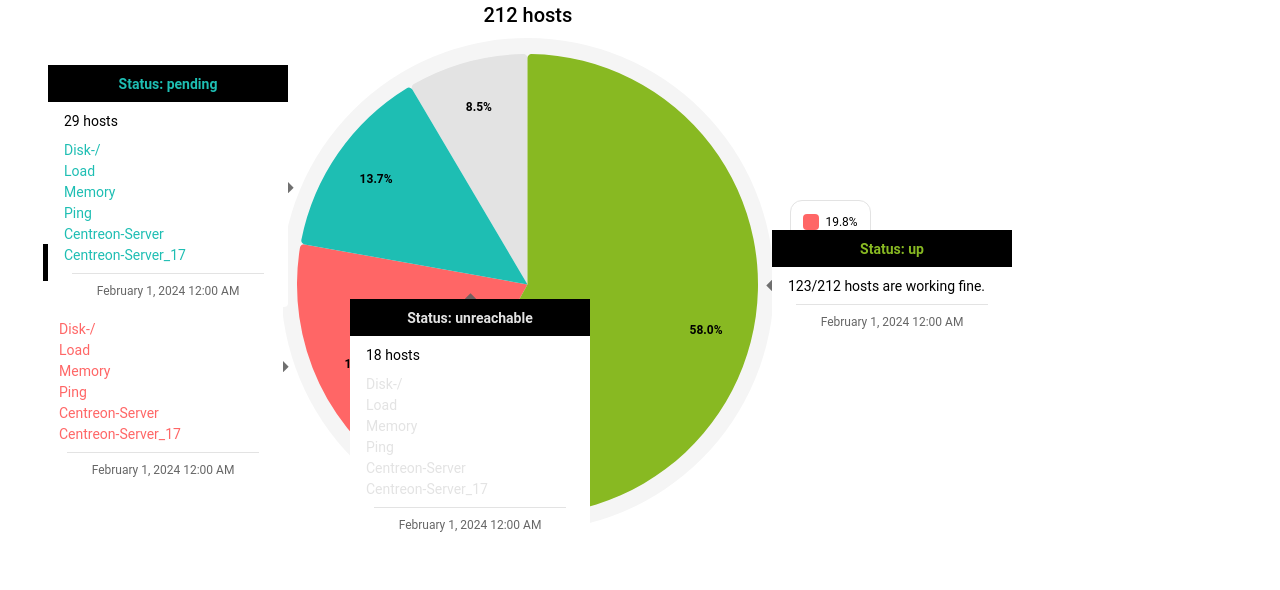 212 hosts
Status: pending
29 hosts
Disk-/
Load
Memory
Ping
Centreon-Server
Centreon-Server_17
February 1, 2024 12:00 AM
Disk-/
Load
Memory
Ping
Centreon-Server
Centreon-Server_17
February 1, 2024 12:00 AM
8.5%
13.7%
58.0%
Status: unreachable
18 hosts
Disk-/
Load
Memory
Ping
Centreon-Server
Centreon-Server_17
February 1, 2024 12:00 AM
19.8%
Status: up
123/212 hosts are working fine.
February 1, 2024 12:00 AM